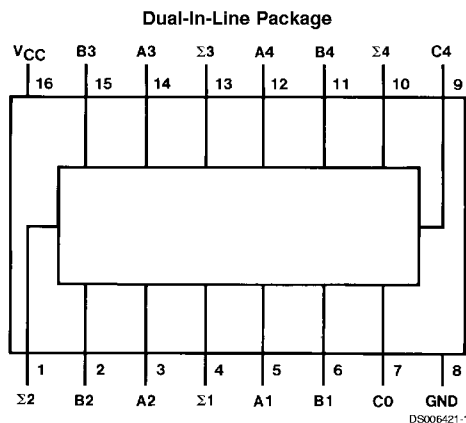 Dual-In-Line Package
VCC B3 A3 Σ3 A4 B4 Σ4 C4
16 15 14 13 12 11 10 9
1 2 3 4 5 6 7 8
Σ2 B2 A2 Σ1 A1 B1 C0 GND
DS006421-1